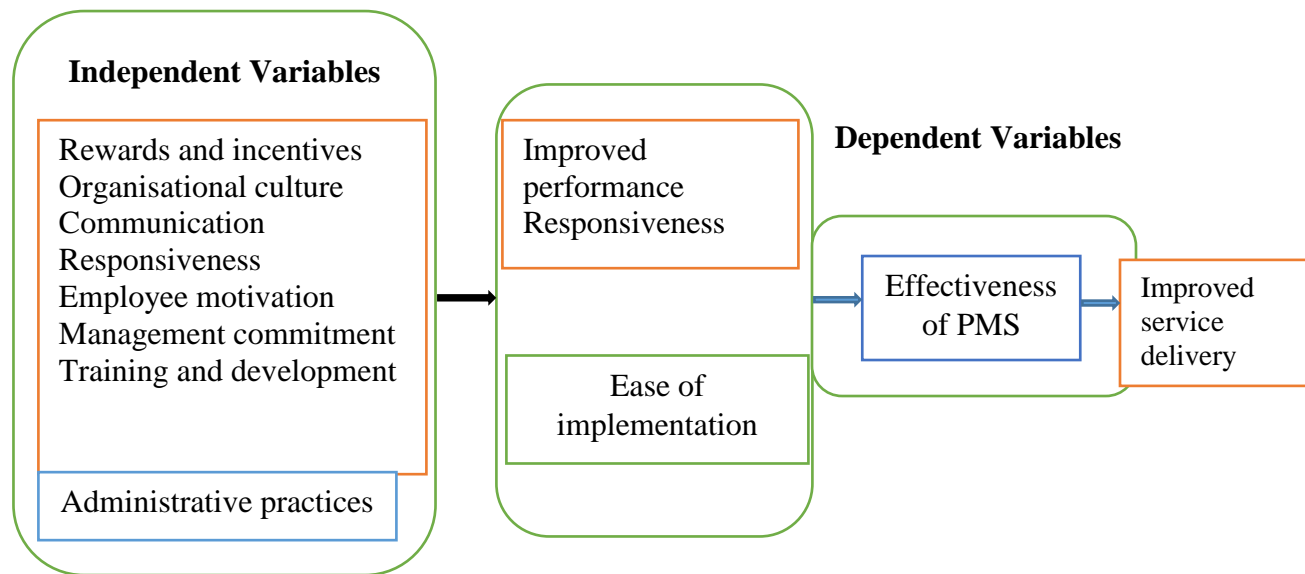 Independent Variables
Rewards and incentives
Organisational culture
Communication
Responsiveness
Employee motivation
Management commitment
Training and development
Administrative practices
Improved
performance
Responsiveness
Ease of
implementation
Dependent Variables
Effectiveness
of PMS
Improved
service
delivery